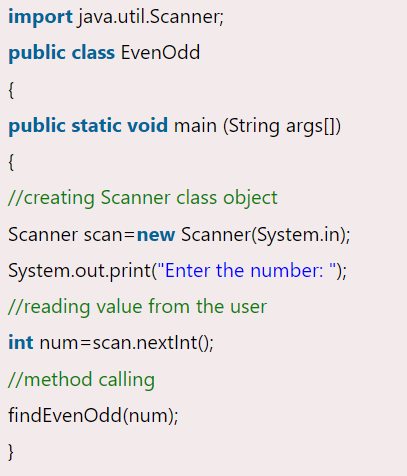 import java.util.Scanner;
public class EvenOdd
{
public static void main (String args[])
{
//creating Scanner class object
Scanner scan=new Scanner(System.in);
System.out.print("Enter the number: ");
//reading value from the user
int num=scan.nextInt();
//method calling
findEvenOdd(num);
}